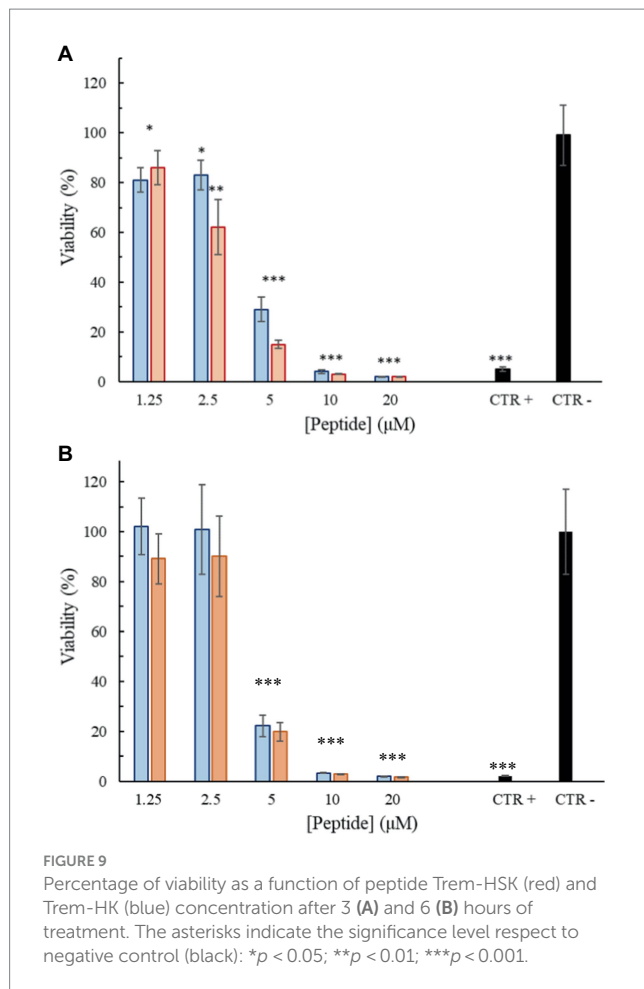 A
120
100
80
60
40
20
0
Viability (%)
*
*
**
***
***
***
***
1.25 2.5 5 10 20 CTR + CTR -
[Peptide] (μM)
B
120
100
80
60
40
20
0
Viability (%)
***
***
***
***
1.25 2.5 5 10 20 CTR + CTR -
[Peptide] (μM)
FIGURE 9
Percentage of viability as a function of peptide Trem-HSK (red) and
Trem-HK (blue) concentration after 3 (A) and 6 (B) hours of
treatment. The asterisks indicate the significance level respect to
negative control (black): *p < 0.05; **p < 0.01; ***p < 0.001.